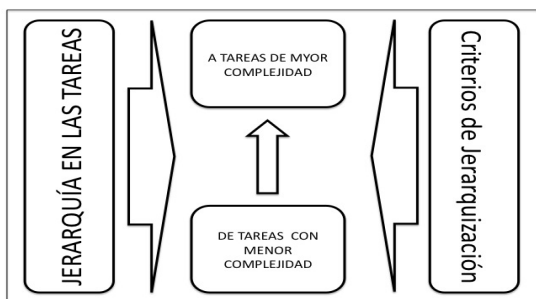 JERARQUÍA EN LAS TAREAS
A TAREAS DE MYOR
COMPLEJIDAD
DE TAREAS CON
MENOR
COMPLEJIDAD
Criterios de Jerarquización